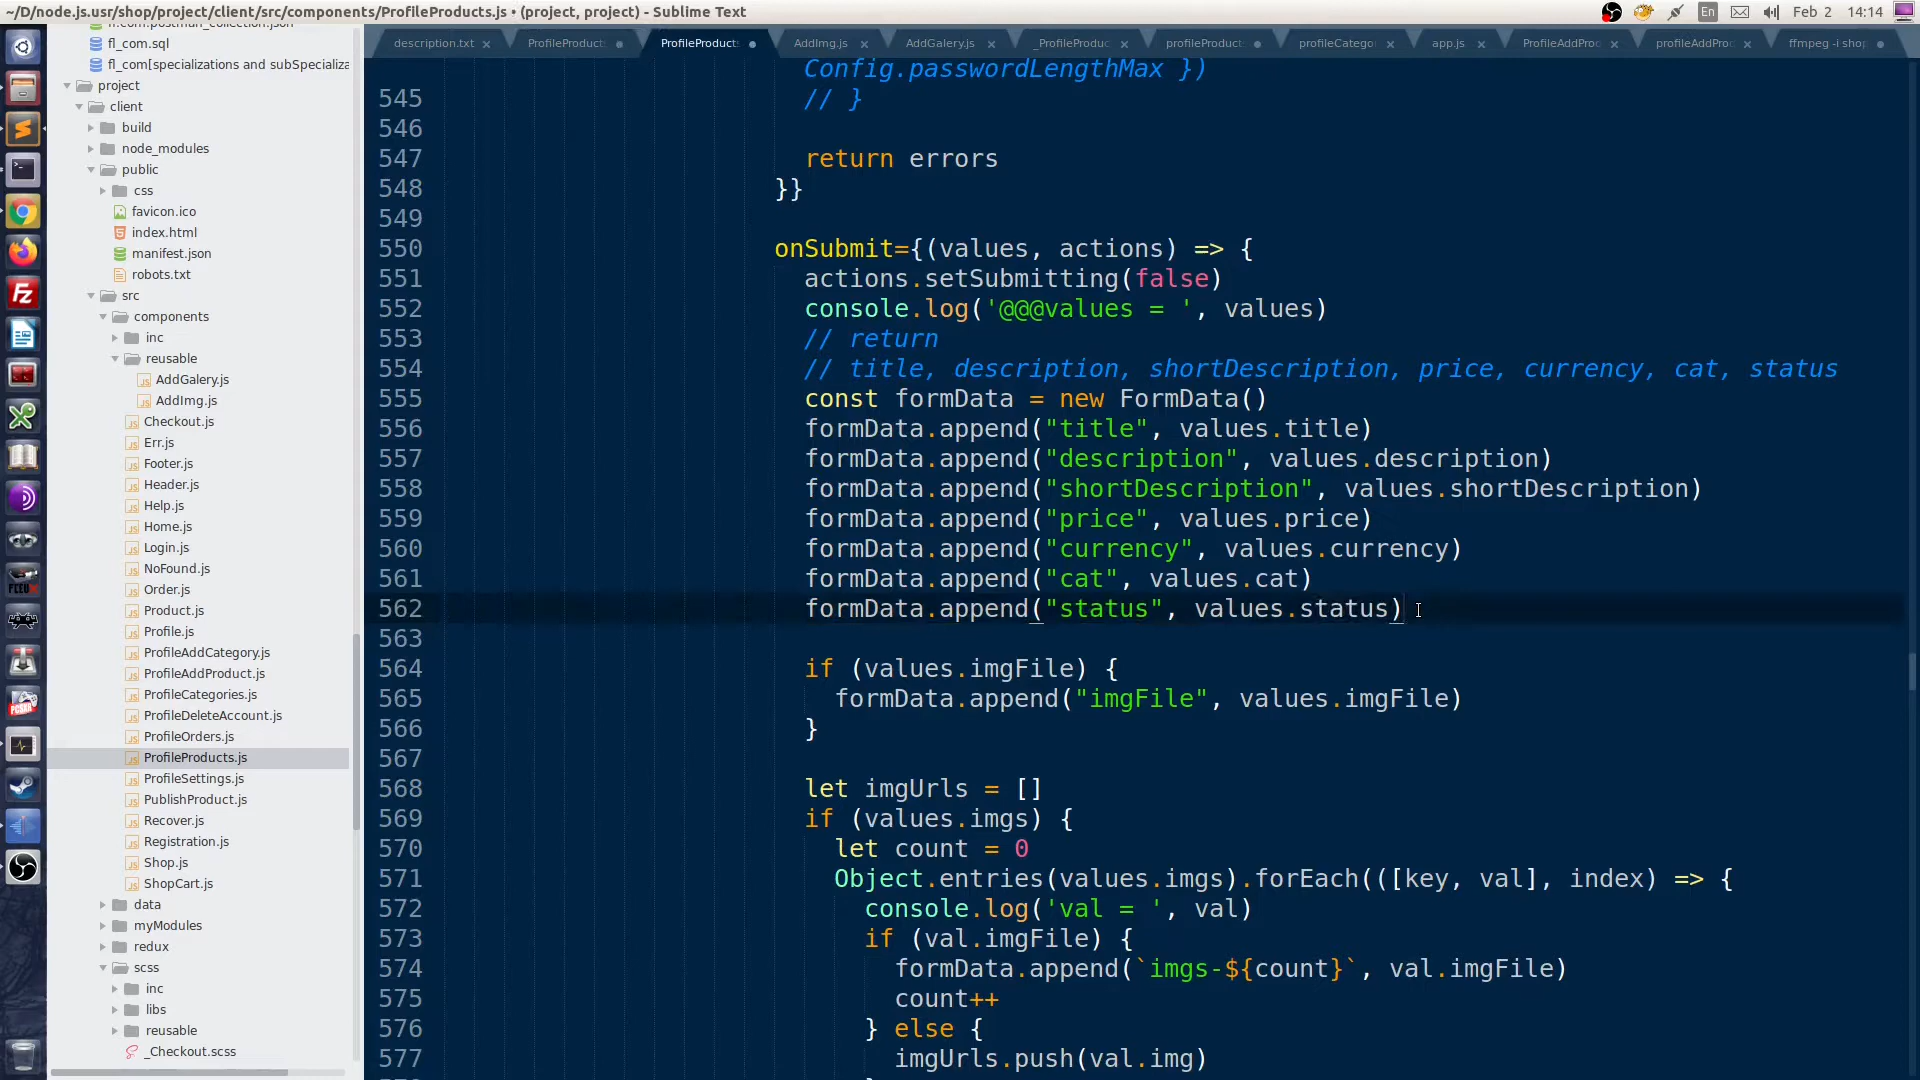 ~/D/node.js.usr/shop/project/client/src/components/ProfileProducts.js • (project, project) - Sublime Text
En
Feb 2
14:14
fl_com.postman_collection.json
fl_com.sql
fl_com[specializations and subSpecializa
project
client
build
node_modules
public
css
favicon.ico
index.html
manifest.json
robots.txt
src
components
inc
reusable
AddGalery.js
AddImg.js
Checkout.js
Err.js
Footer.js
Header.js
Help.js
Home.js
Login.js
NoFound.js
Order.js
Product.js
Profile.js
ProfileAddCategory.js
ProfileAddProduct.js
ProfileCategories.js
ProfileDeleteAccount.js
ProfileOrders.js
ProfileProducts.js
ProfileSettings.js
PublishProduct.js
Recover.js
Registration.js
Shop.js
ShopCart.js
data
myModules
redux
scss
inc
libs
reusable
_Checkout.scss
description.txt
ProfileProduct:
ProfileProduct:
AddImg.js
AddGalery.js
_ProfileProduc
profileProduct:
profileCatego
app.js
ProfileAddProc
profileAddProc
ffmpeg -i shop
Config.passwordLengthMax })
545 // }
546
547 return errors
548 }}
549
550 onSubmit={(values, actions) => {
551 actions.setSubmitting(false)
552 console.log('@@@values = ', values)
553 // return
554 // title, description, shortDescription, price, currency, cat, status
555 const formData = new FormData()
556 formData.append("title", values.title)
557 formData.append("description", values.description)
558 formData.append("shortDescription", values.shortDescription)
559 formData.append("price", values.price)
560 formData.append("currency", values.currency)
561 formData.append("cat", values.cat)
562 formData.append("status", values.status)
563
564 if (values.imgFile) {
565 formData.append("imgFile", values.imgFile)
566 }
567
568 let imgUrls = []
569 if (values.imgs) {
570 let count = 0
571 Object.entries(values.imgs).forEach(([key, val], index) => {
572 console.log('val = ', val)
573 if (val.imgFile) {
574 formData.append(`imgs-${count}`, val.imgFile)
575 count++
576 } else {
577 imgUrls.push(val.img)